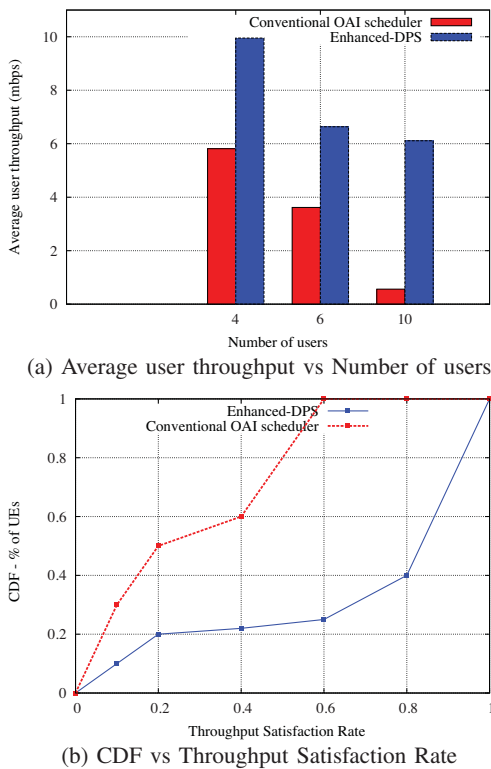 Conventional OAI scheduler
Enhanced-DPS
10
8
6
4
2
0
Average user throughput (mbps)
4
6
10
Number of users
(a) Average user throughput vs Number of users
Enhanced-DPS
Conventional OAI scheduler
1
0.8
0.6
0.4
0.2
0
CDF - % of UEs
0
0.2
0.4
0.6
0.8
1
Throughput Satisfaction Rate
(b) CDF vs Throughput Satisfaction Rate